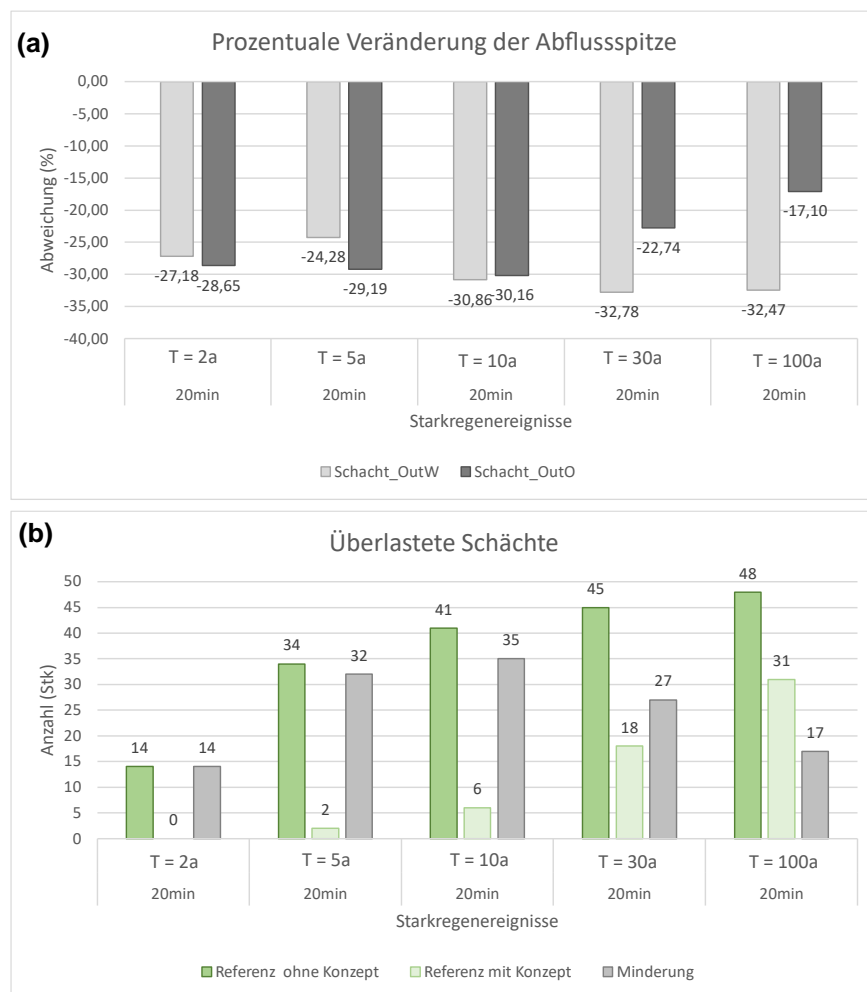 (a)
Prozentuale Veränderung der Abflussspitze
0,00
-5,00
-10,00
-15,00
-20,00
-25,00
-30,00
-35,00
-40,00
Abweichung (%)
-27,18
-28,65
-24,28
-29,19
-30,86
-30,16
-32,78
-22,74
-32,47
-17,10
T = 2a
T = 5a
T = 10a
T = 30a
T = 100a
20min
20min
20min
20min
20min
Starkregenereignisse
Schacht_OutW
Schacht_OutO
(b)
Überlastete Schächte
50
45
40
35
30
25
20
15
10
5
0
Anzahl (Stk)
14
0
14
34
2
32
41
6
35
45
18
27
48
31
17
T = 2a
T = 5a
T = 10a
T = 30a
T = 100a
20min
20min
20min
20min
20min
Starkregenereignisse
Referenz ohne Konzept
Referenz mit Konzept
Minderung